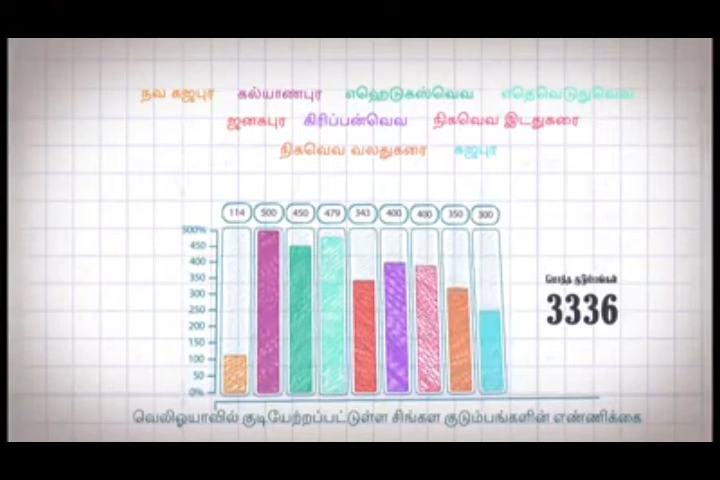 நவ கஜபுர கல்யாணபுர எஹெடுகஸ்வெவ எதெவெடுதுவெவ
ஜனகபுர கிரிப்பன்வெவ நிகவெவ இடதுகரை
நிகவெவ வலதுகரை கஜபுர
114 500 450 479 343 400 400 350 300
500%
450
400
350
300
250
200
150
100
50
0%
மொத்த குடும்பங்கள்
3336
வெலிஓயாவில் குடியேற்றப்பட்டுள்ள சிங்கள குடும்பங்களின் எண்ணிக்கை